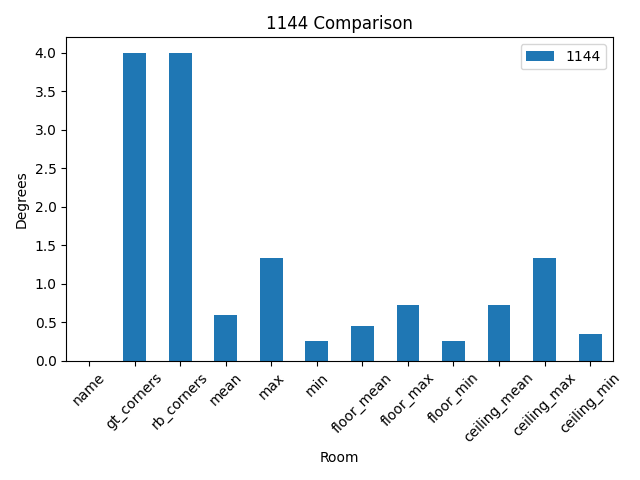 1144 Comparison
1144
Degrees
4.0
3.5
3.0
2.5
2.0
1.5
1.0
0.5
0.0
name
gt_corners
rb_corners
mean
max
min
floor_mean
floor_max
floor_min
ceiling_mean
ceiling_max
ceiling_min
Room